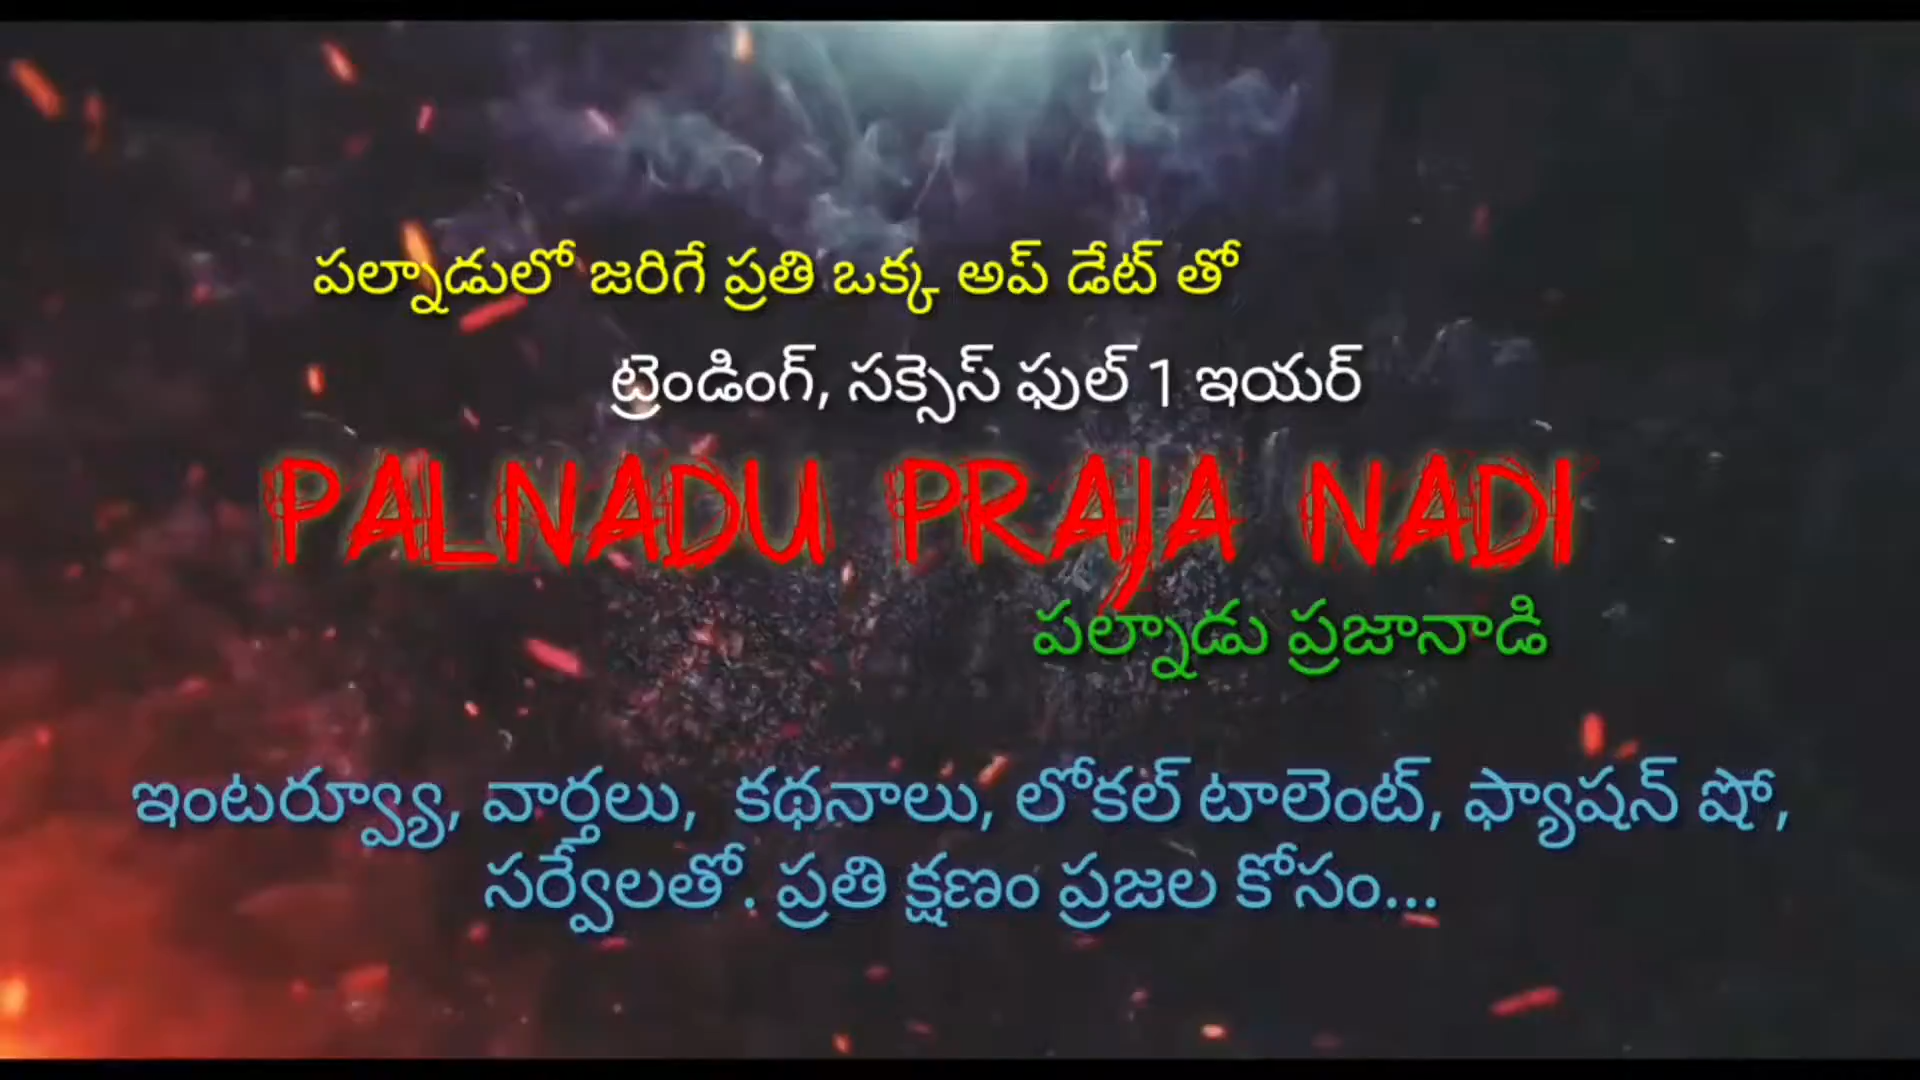 పల్నాడులో జరిగే ప్రతి ఒక్క అప్ డేట్ తో
ట్రెండింగ్, సక్సెస్ ఫుల్ 1 ఇయర్
PALNADU PRAJA NADI
పల్నాడు ప్రజానాడి
ఇంటర్వ్యూ, వార్తలు, కథనాలు, లోకల్ టాలెంట్, ఫ్యాషన్ షో,
సర్వేలతో. ప్రతి క్షణం ప్రజల కోసం...